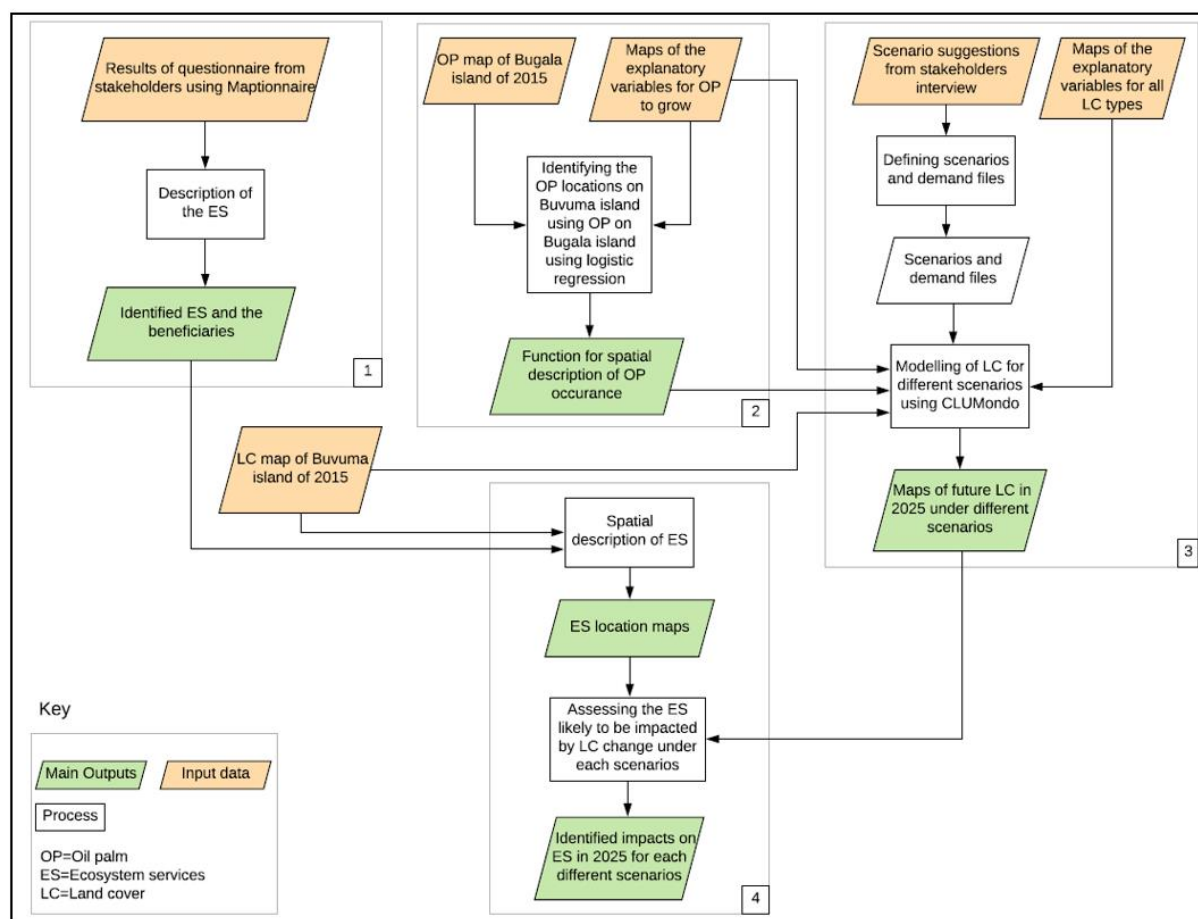 Results of questionnaire from
stakeholders using Maptionnaire
Description of
the ES
Identified ES and the
beneficiaries
1
OP map of Bugala
island of 2015
Maps of the
explanatory
variables for OP
to grow
Identifying the
OP locations on
Buvuma island
using OP on
Bugala island
using logistic
regression
Function for spatial
description of OP
occurance
2
Scenario suggestions
from stakeholders
interview
Maps of the
explanatory
variables for all
LC types
Defining scenarios
and demand files
Scenarios and
demand files
Modelling of LC for
different scenarios
using CLUMondo
Maps of future LC in
2025 under different
scenarios
3
LC map of Buvuma
island of 2015
Spatial
description of ES
ES location maps
Assessing the ES
likely to be impacted
by LC change under
each scenarios
Identified impacts on
ES in 2025 for each
different scenarios
4
Key
Main Outputs
Input data
Process
OP=Oil palm
ES=Ecosystem services
LC=Land cover